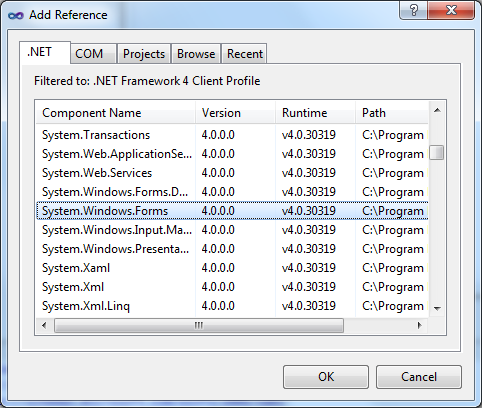 Add Reference
.NET COM Projects Browse Recent
Filtered to: .NET Framework 4 Client Profile
Component Name Version Runtime Path
System.Transactions 4.0.0.0 v4.0.30319 C:\Program
System.Web.ApplicationSe... 4.0.0.0 v4.0.30319 C:\Program
System.Web.Services 4.0.0.0 v4.0.30319 C:\Program
System.Windows.Forms.D... 4.0.0.0 v4.0.30319 C:\Program
System.Windows.Forms 4.0.0.0 v4.0.30319 C:\Program
System.Windows.Input.Ma... 4.0.0.0 v4.0.30319 C:\Program
System.Windows.Presenta... 4.0.0.0 v4.0.30319 C:\Program
System.Xaml 4.0.0.0 v4.0.30319 C:\Program
System.Xml 4.0.0.0 v4.0.30319 C:\Program
System.Xml.Linq 4.0.0.0 v4.0.30319 C:\Program
OK Cancel